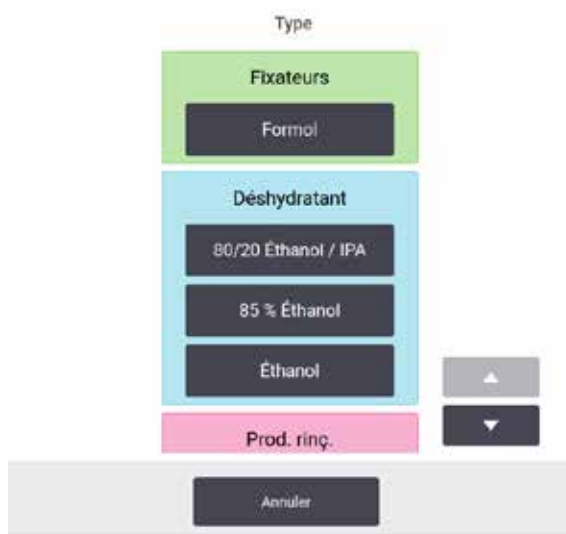 Type
Fixateurs
Formol
Déshydratant
80/20 Éthanol / IPA
85 % Éthanol
Éthanol
Prod. rinç.
Annuler